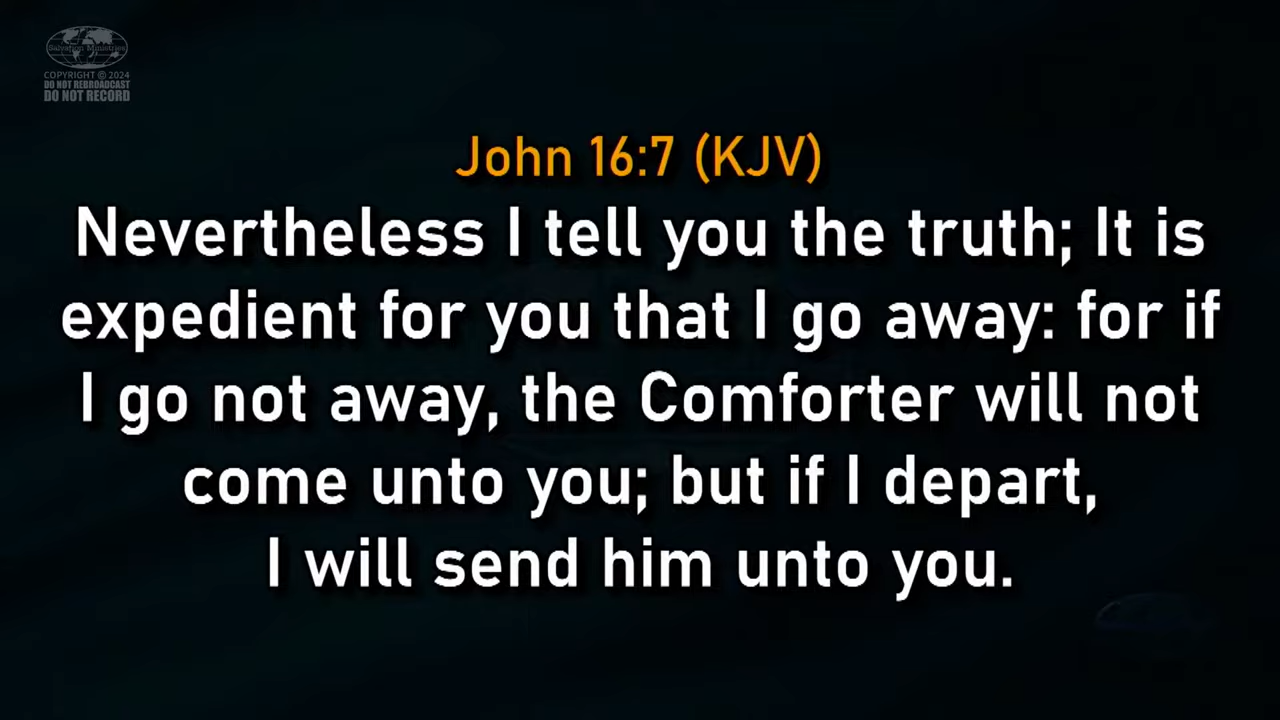 Salvation Ministries
COPYRIGHT © 2024
DO NOT REBROADCAST
DO NOT RECORD
John 16:7 (KJV)
Nevertheless I tell you the truth; It is
expedient for you that I go away: for if
I go not away, the Comforter will not
come unto you; but if I depart,
I will send him unto you.